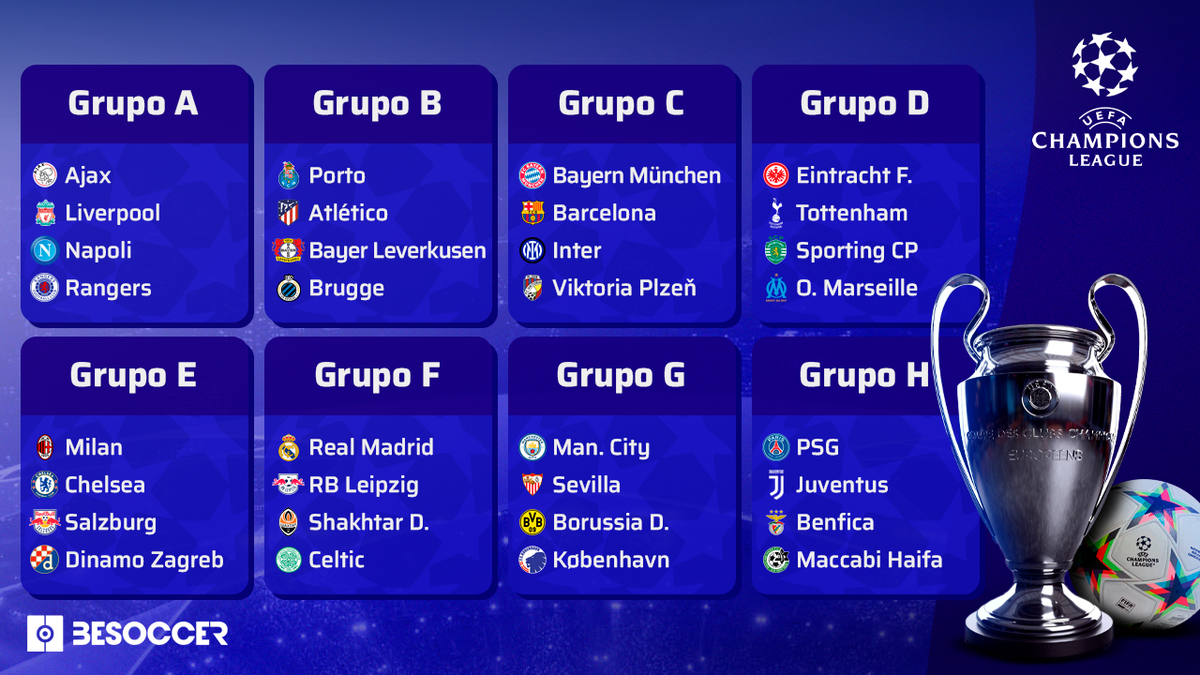 Grupo A
Ajax
Liverpool
Napoli
Rangers
Grupo B
Porto
Atlético
Bayer Leverkusen
Brugge
Grupo C
Bayern München
Barcelona
Inter
Viktoria Plzeň
Grupo D
Eintracht F.
Tottenham
Sporting CP
O. Marseille
UEFA
CHAMPIONS
LEAGUE
Grupo E
Milan
Chelsea
Salzburg
Dinamo Zagreb
Grupo F
Real Madrid
RB Leipzig
Shakhtar D.
Celtic
Grupo G
Man. City
Sevilla
Borussia D.
København
Grupo H
PSG
Juventus
Benfica
Maccabi Haifa
BESOCCER
CHAMPIONS
LEAGUE